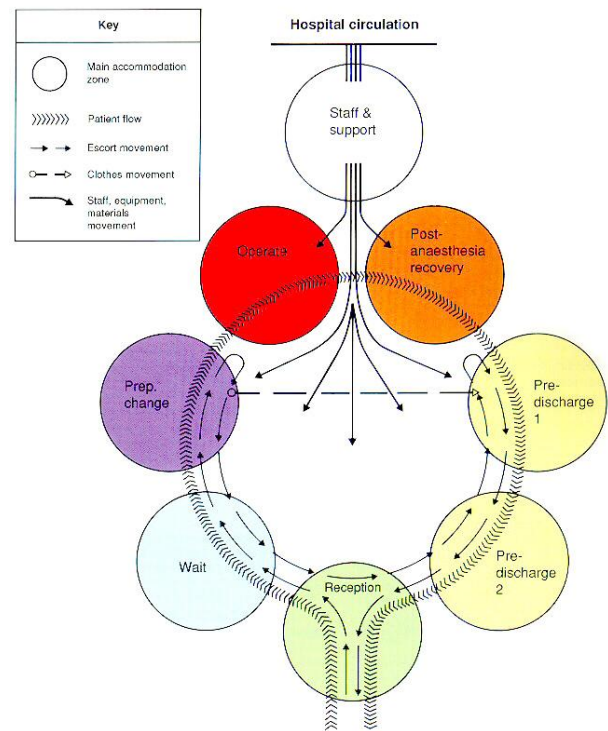 Key
Main accommodation
zone
Patient flow
Escort movement
Clothes movement
Staff, equipment,
materials
movement
Hospital circulation
Staff &
support
Operate
Post-
anaesthesia
recovery
Prep.
change
Pre-
discharge
1
Wait
Pre-
discharge
2
Reception